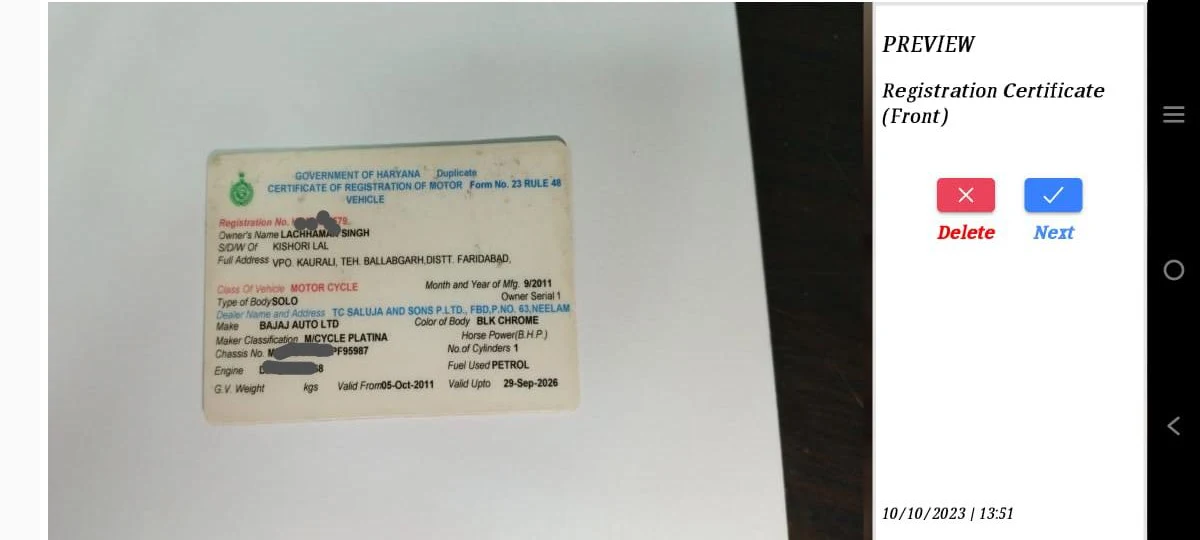 GOVERNMENT OF HARYANA Duplicate
CERTIFICATE OF REGISTRATION OF MOTOR Form No. 23 RULE 48
VEHICLE
Registration No. 579
Owner's Name LACHHAMAN SINGH
S/D/W Of KISHORI LAL
Full Address VPO. KAURALI, TEH. BALLABGARH,DISTT. FARIDABAD,
Class Of Vehicle MOTOR CYCLE Month and Year of Mfg. 9/2011
Type of Body SOLO Owner Serial 1
Dealer Name and Address TC SALUJA AND SONS P.LTD., FBD,P.NO. 63,NEELAM
Make BAJAJ AUTO LTD Color of Body BLK CHROME
Maker Classification M/CYCLE PLATINA Horse Power(B.H.P.)
Chassis No. M PF95987 No.of Cylinders 1
Engine D 68 Fuel Used PETROL
G.V. Weight kgs Valid From 05-Oct-2011 Valid Upto 29-Sep-2026
PREVIEW
Registration Certificate
(Front)
Delete Next
10/10/2023 | 13:51